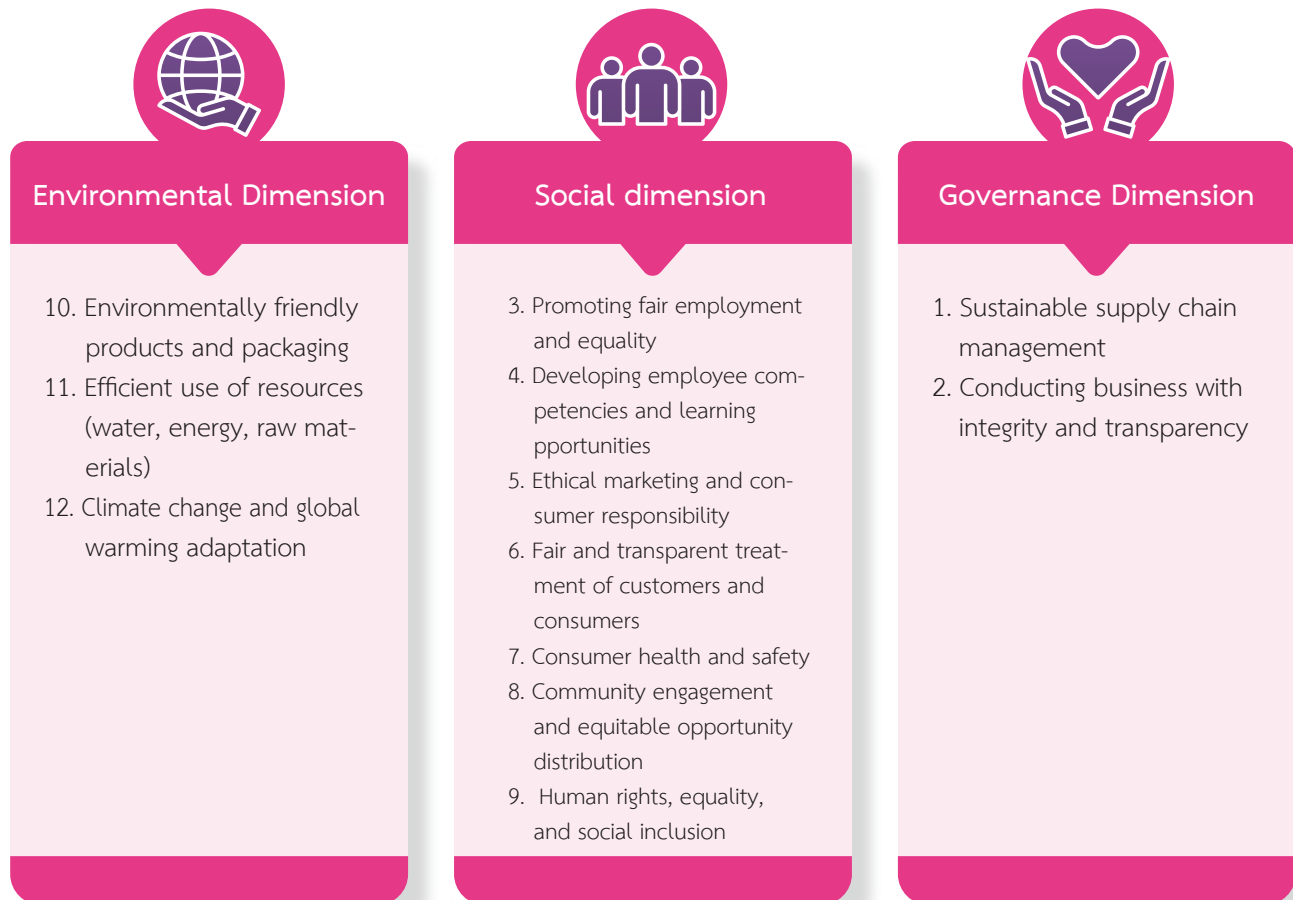 Environmental Dimension
10. Environmentally friendly
products and packaging
11. Efficient use of resources
(water, energy, raw mat-
erials)
12. Climate change and global
warming adaptation
Social dimension
3. Promoting fair employment
and equality
4. Developing employee com-
petencies and learning
pportunities
5. Ethical marketing and con-
sumer responsibility
6. Fair and transparent treat-
ment of customers and
consumers
7. Consumer health and safety
8. Community engagement
and equitable opportunity
distribution
9. Human rights, equality,
and social inclusion
Governance Dimension
1. Sustainable supply chain
management
2. Conducting business with
integrity and transparency